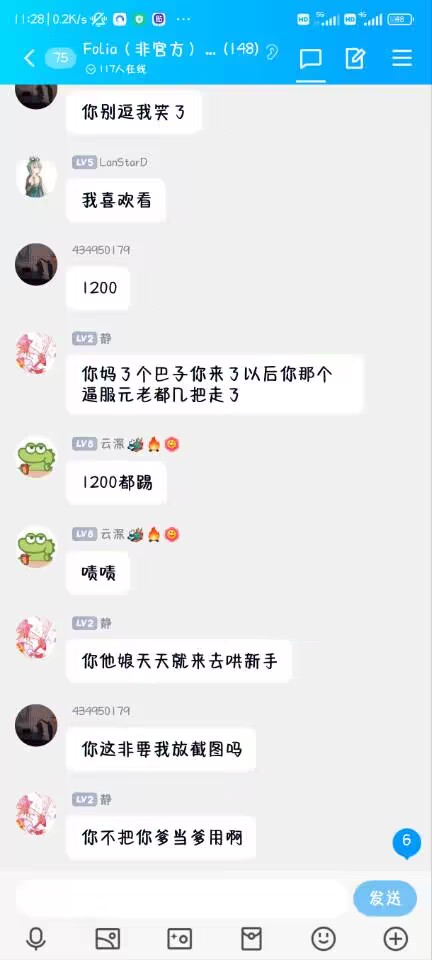 11:28 0.2K/s ...
HD 5G HD 4G 48
75 Folia（非官方）... (148)
117人在线
你别逗我笑了
LV5 LanStarD
我喜欢看
434950179
1200
LV2 静
你妈了个巴子你来了以后你那个
逼服元老都几把走了
LV8 云深
1200都踢
LV8 云深
啧啧
LV2 静
你他娘天天就来去哄新手
434950179
你这非要我放截图吗
LV2 静
你不把你爹当爹用啊
6
发送